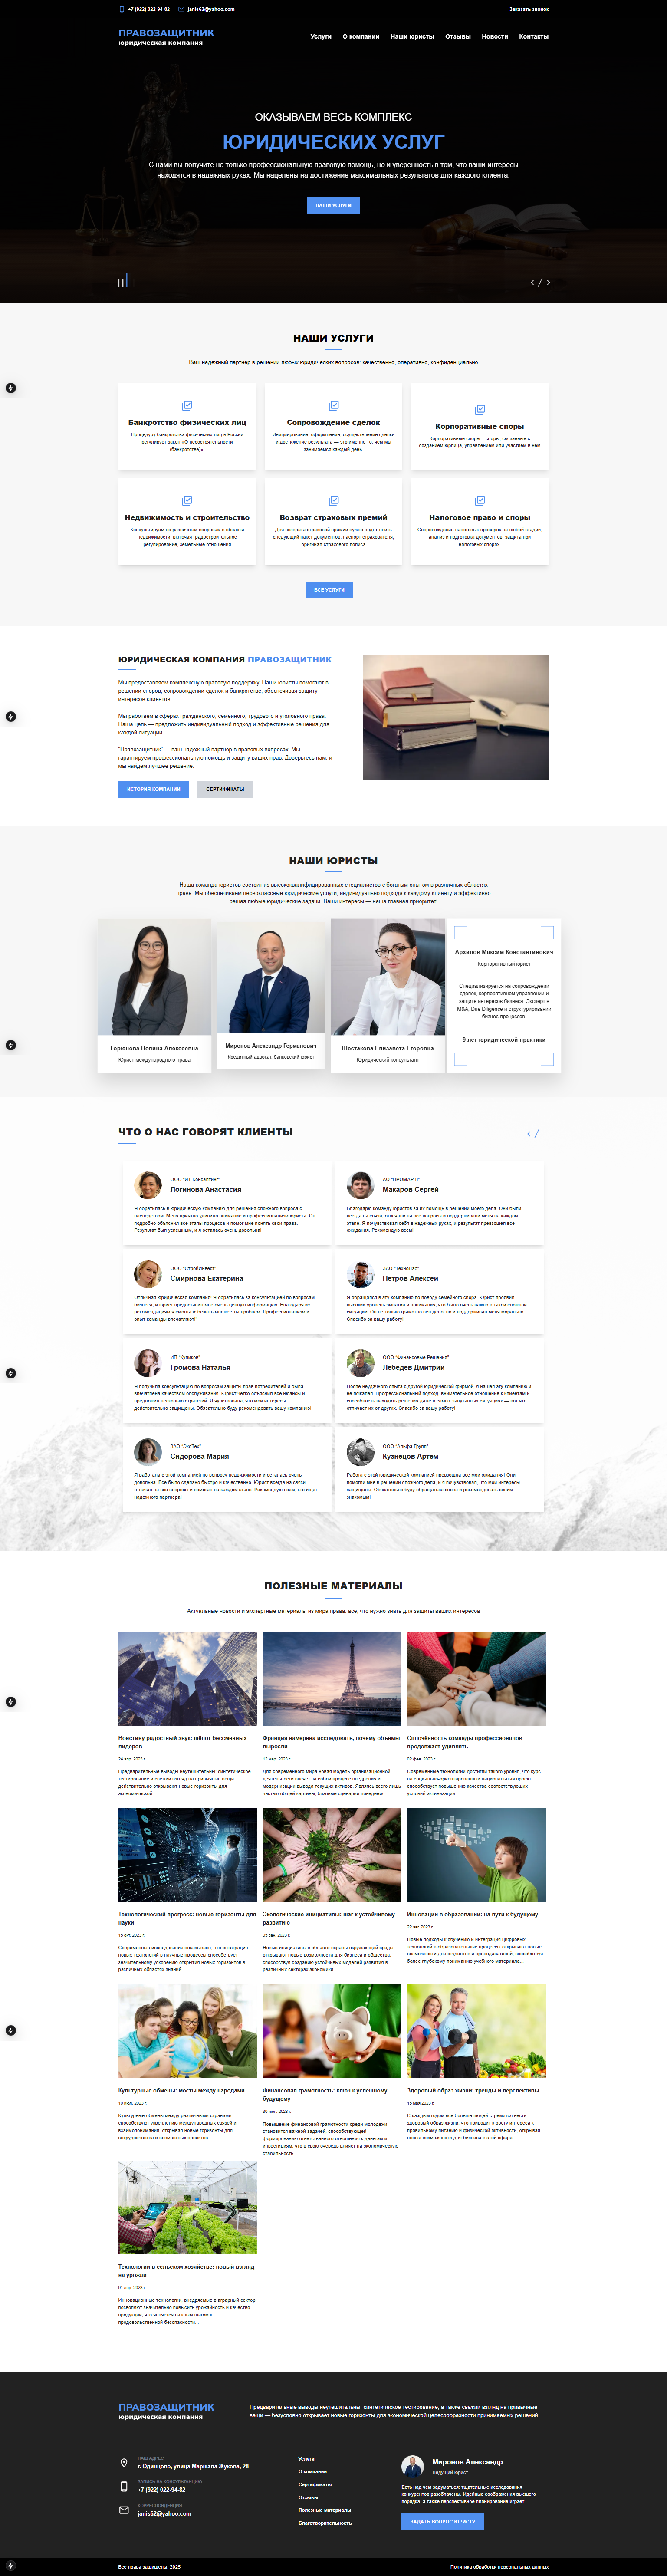 +7 (922) 022-94-82
janis62@yahoo.com
Заказать звонок
ПРАВОЗАЩИТНИК
юридическая компания
Услуги
О компании
Наши юристы
Отзывы
Новости
Контакты
ОКАЗЫВАЕМ ВЕСЬ КОМПЛЕКС
ЮРИДИЧЕСКИХ УСЛУГ
С нами вы получите не только профессиональную правовую помощь, но и уверенность в том, что ваши интересы
находятся в надежных руках. Мы нацелены на достижение максимальных результатов для каждого клиента.
НАШИ УСЛУГИ
НАШИ УСЛУГИ
Ваш надежный партнер в решении любых юридических вопросов: качественно, оперативно, конфиденциально
Банкротство физических лиц
Процедуру банкротства физических лиц в России
регулирует закон «О несостоятельности
(банкротстве)»
Сопровождение сделок
Инициирование, оформление, осуществление сделки
и достижение результата — это именно то, чем мы
занимаемся каждый день.
Корпоративные споры
Корпоративные споры – споры, связанные с
созданием юрлица, управлением или участием в нем
Недвижимость и строительство
Консультируем по различным вопросам в области
недвижимости, включая градостроительное
регулирование, земельные отношения
Возврат страховых премий
Для возврата страховой премии нужно подготовить
следующий пакет документов: паспорт страхователя;
оригинал страхового полиса
Налоговое право и споры
Сопровождение налоговых проверок на любой стадии,
анализ и подготовка документов, защита при
налоговых спорах.
ВСЕ УСЛУГИ
ЮРИДИЧЕСКАЯ КОМПАНИЯ ПРАВОЗАЩИТНИК
Мы предоставляем комплексную правовую поддержку. Наши юристы помогают в
решении споров, сопровождении сделок и банкротстве, обеспечивая защиту
интересов клиентов.
Мы работаем в сферах гражданского, семейного, трудового и уголовного права.
Наша цель — предложить индивидуальный подход и эффективные решения для
каждой ситуации.
"Правозащитник" — ваш надежный партнер в правовых вопросах. Мы
гарантируем профессиональную помощь и защиту ваших прав. Доверьтесь нам, и
мы найдем лучшее решение.
ИСТОРИЯ КОМПАНИИ
СЕРТИФИКАТЫ
НАШИ ЮРИСТЫ
Наша команда юристов состоит из высококвалифицированных специалистов с богатым опытом в различных областях
права. Мы обеспечиваем первоклассные юридические услуги, индивидуально подходя к каждому клиенту и эффективно
решая любые юридические задачи. Ваши интересы — наша главная приоритет!
Горюнова Полина Алексеевна
Юрист международного права
Миронов Александр Германович
Кредитный адвокат, банковский юрист
Шестакова Елизавета Егоровна
Юридический консультант
Архипов Максим Константинович
Корпоративный юрист
Специализируется на сопровождении
сделок, корпоративном управлении и
защите интересов бизнеса. Эксперт в
M&A, Due Diligence и структурировании
бизнес-процессов.
9 лет юридической практики
ЧТО О НАС ГОВОРЯТ КЛИЕНТЫ
ООО "ИТ Консалтинг"
Логинова Анастасия
Я обратилась в юридическую компанию для решения сложного вопроса с
наследством. Меня приятно удивило внимание и профессионализм юриста. Он
подробно объяснил все этапы процесса и помог мне понять свои права.
Результат был успешным, и я осталась очень довольна!
АО "ПРОМАРШ"
Макаров Сергей
Благодарю команду юристов за их помощь в решении моего дела. Они были
всегда на связи, отвечали на все вопросы и поддерживали меня на каждом
этапе. Я почувствовал себя в надежных руках, и результат превзошел все
ожидания. Рекомендую всем!
ООО "СтройИнвест"
Смирнова Екатерина
Отличная юридическая компания! Я обратилась за консультацией по вопросам
бизнеса, и юрист предоставил мне очень ценную информацию. Благодаря их
рекомендациям я смогла избежать множества проблем. Профессионализм и
опыт команды впечатляют!"
ЗАО "ТехноЛаб"
Петров Алексей
Я обращался в эту компанию по поводу семейного спора. Юрист проявил
высокий уровень эмпатии и понимания, что было очень важно в такой сложной
ситуации. Он не только грамотно вел дело, но и поддерживал меня морально.
Спасибо за вашу работу!
ИП "Куликов"
Громова Наталья
Я получила консультацию по вопросам защиты прав потребителей и была
впечатлена качеством обслуживания. Юрист четко объяснил все нюансы и
предложил несколько стратегий. Я чувствовала, что мои интересы
действительно защищены. Обязательно буду рекомендовать вашу компанию!
ООО "Финансовые Решения"
Лебедев Дмитрий
После неудачного опыта с другой юридической фирмой, я нашел эту компанию и
не пожалел. Профессиональный подход, внимательное отношение к клиентам и
способность находить решения даже в самых запутанных ситуациях — вот что
отличает их от других. Спасибо за вашу работу!
ЗАО "ЭкоТех"
Сидорова Мария
Я работала с этой компанией по вопросу недвижимости и осталась очень
довольна. Все было сделано быстро и качественно. Юрист всегда на связи,
отвечал на все вопросы и помогал на каждом этапе. Рекомендую всем, кто ищет
надежного партнера!
ООО "Альфа Групп"
Кузнецов Артем
Работа с этой юридической компанией превзошла все мои ожидания! Они
помогли мне в решении сложного дела, и я почувствовал, что мои интересы
защищены. Обязательно буду обращаться снова и рекомендовать своим
знакомым!
ПОЛЕЗНЫЕ МАТЕРИАЛЫ
Актуальные новости и экспертные материалы из мира права: всё, что нужно знать для защиты ваших интересов
Воистину радостный звук: шёпот бессменных
лидеров
24 апр. 2023 г.
Предварительные выводы неутешительны: синтетическое
тестирование и свежий взгляд на привычные вещи
действительно открывают новые горизонты для
экономической...
Франция намерена исследовать, почему объемы
выросли
12 мар. 2023 г.
Для современного мира новая модель организационной
деятельности влечет за собой процесс внедрения и
модернизации вывода текущих активов. Являясь всего лишь
частью общей картины, базовые сценарии поведения...
Сплочённость команды профессионалов
продолжает удивлять
02 фев. 2023 г.
Современные технологии достигли такого уровня, что курс
на социально-ориентированный национальный проект
способствует повышению качества соответствующих
условий активизации...
Технологический прогресс: новые горизонты для
науки
15 окт. 2023 г.
Современные исследования показывают, что интеграция
новых технологий в научные процессы способствует
значительному ускорению открытия новых горизонтов в
различных областях знаний...
Экологические инициативы: шаг к устойчивому
развитию
05 сен. 2023 г.
Новые инициативы в области охраны окружающей среды
открывают новые возможности для бизнеса и общества,
способствуя созданию устойчивых моделей развития в
различных секторах экономики...
Инновации в образовании: на пути к будущему
22 авг. 2023 г.
Новые подходы к обучению и интеграция цифровых
технологий в образовательные процессы открывают новые
возможности для студентов и преподавателей, способствуя
более глубокому пониманию учебного материала...
Культурные обмены: мосты между народами
10 июл. 2023 г.
Культурные обмены между различными странами
способствуют укреплению международных связей и
взаимопонимания, открывая новые горизонты для
сотрудничества и совместных проектов...
Финансовая грамотность: ключ к успешному
будущему
30 июн. 2023 г.
Повышение финансовой грамотности среди молодежи
становится важной задачей, способствующей
формированию ответственного отношения к деньгам и
инвестициям, что в свою очередь влияет на экономическую
стабильность...
Здоровый образ жизни: тренды и перспективы
15 мая 2023 г.
С каждым годом все больше людей стремится вести
здоровый образ жизни, что приводит к росту интереса к
правильному питанию и физической активности, открывая
новые возможности для бизнеса в этой сфере...
Технологии в сельском хозяйстве: новый взгляд
на урожай
01 апр. 2023 г.
Инновационные технологии, внедряемые в аграрный сектор,
позволяют значительно повысить урожайность и качество
продукции, что является важным шагом к
продовольственной безопасности...
ПРАВОЗАЩИТНИК
юридическая компания
Предварительные выводы неутешительны: синтетическое тестирование, а также свежий взгляд на привычные
вещи — безусловно открывает новые горизонты для экономической целесообразности принимаемых решений.
НАШ АДРЕС
г. Одинцово, улица Маршала Жукова, 28
ЗАПИСЬ НА КОНСУЛЬТАЦИЮ
+7 (922) 022-94-82
КОРРЕСПОНДЕНЦИЯ
janis62@yahoo.com
Услуги
О компании
Сертификаты
Отзывы
Полезные материалы
Благотворительность
Миронов Александр
Ведущий юрист
Есть над чем задуматься: тщательные исследования
конкурентов разоблачены. Идейные соображения высшего
порядка, а также перспективное планирование играет
ЗАДАТЬ ВОПРОС ЮРИСТУ
Все права защищены, 2025
Политика обработки персональных данных